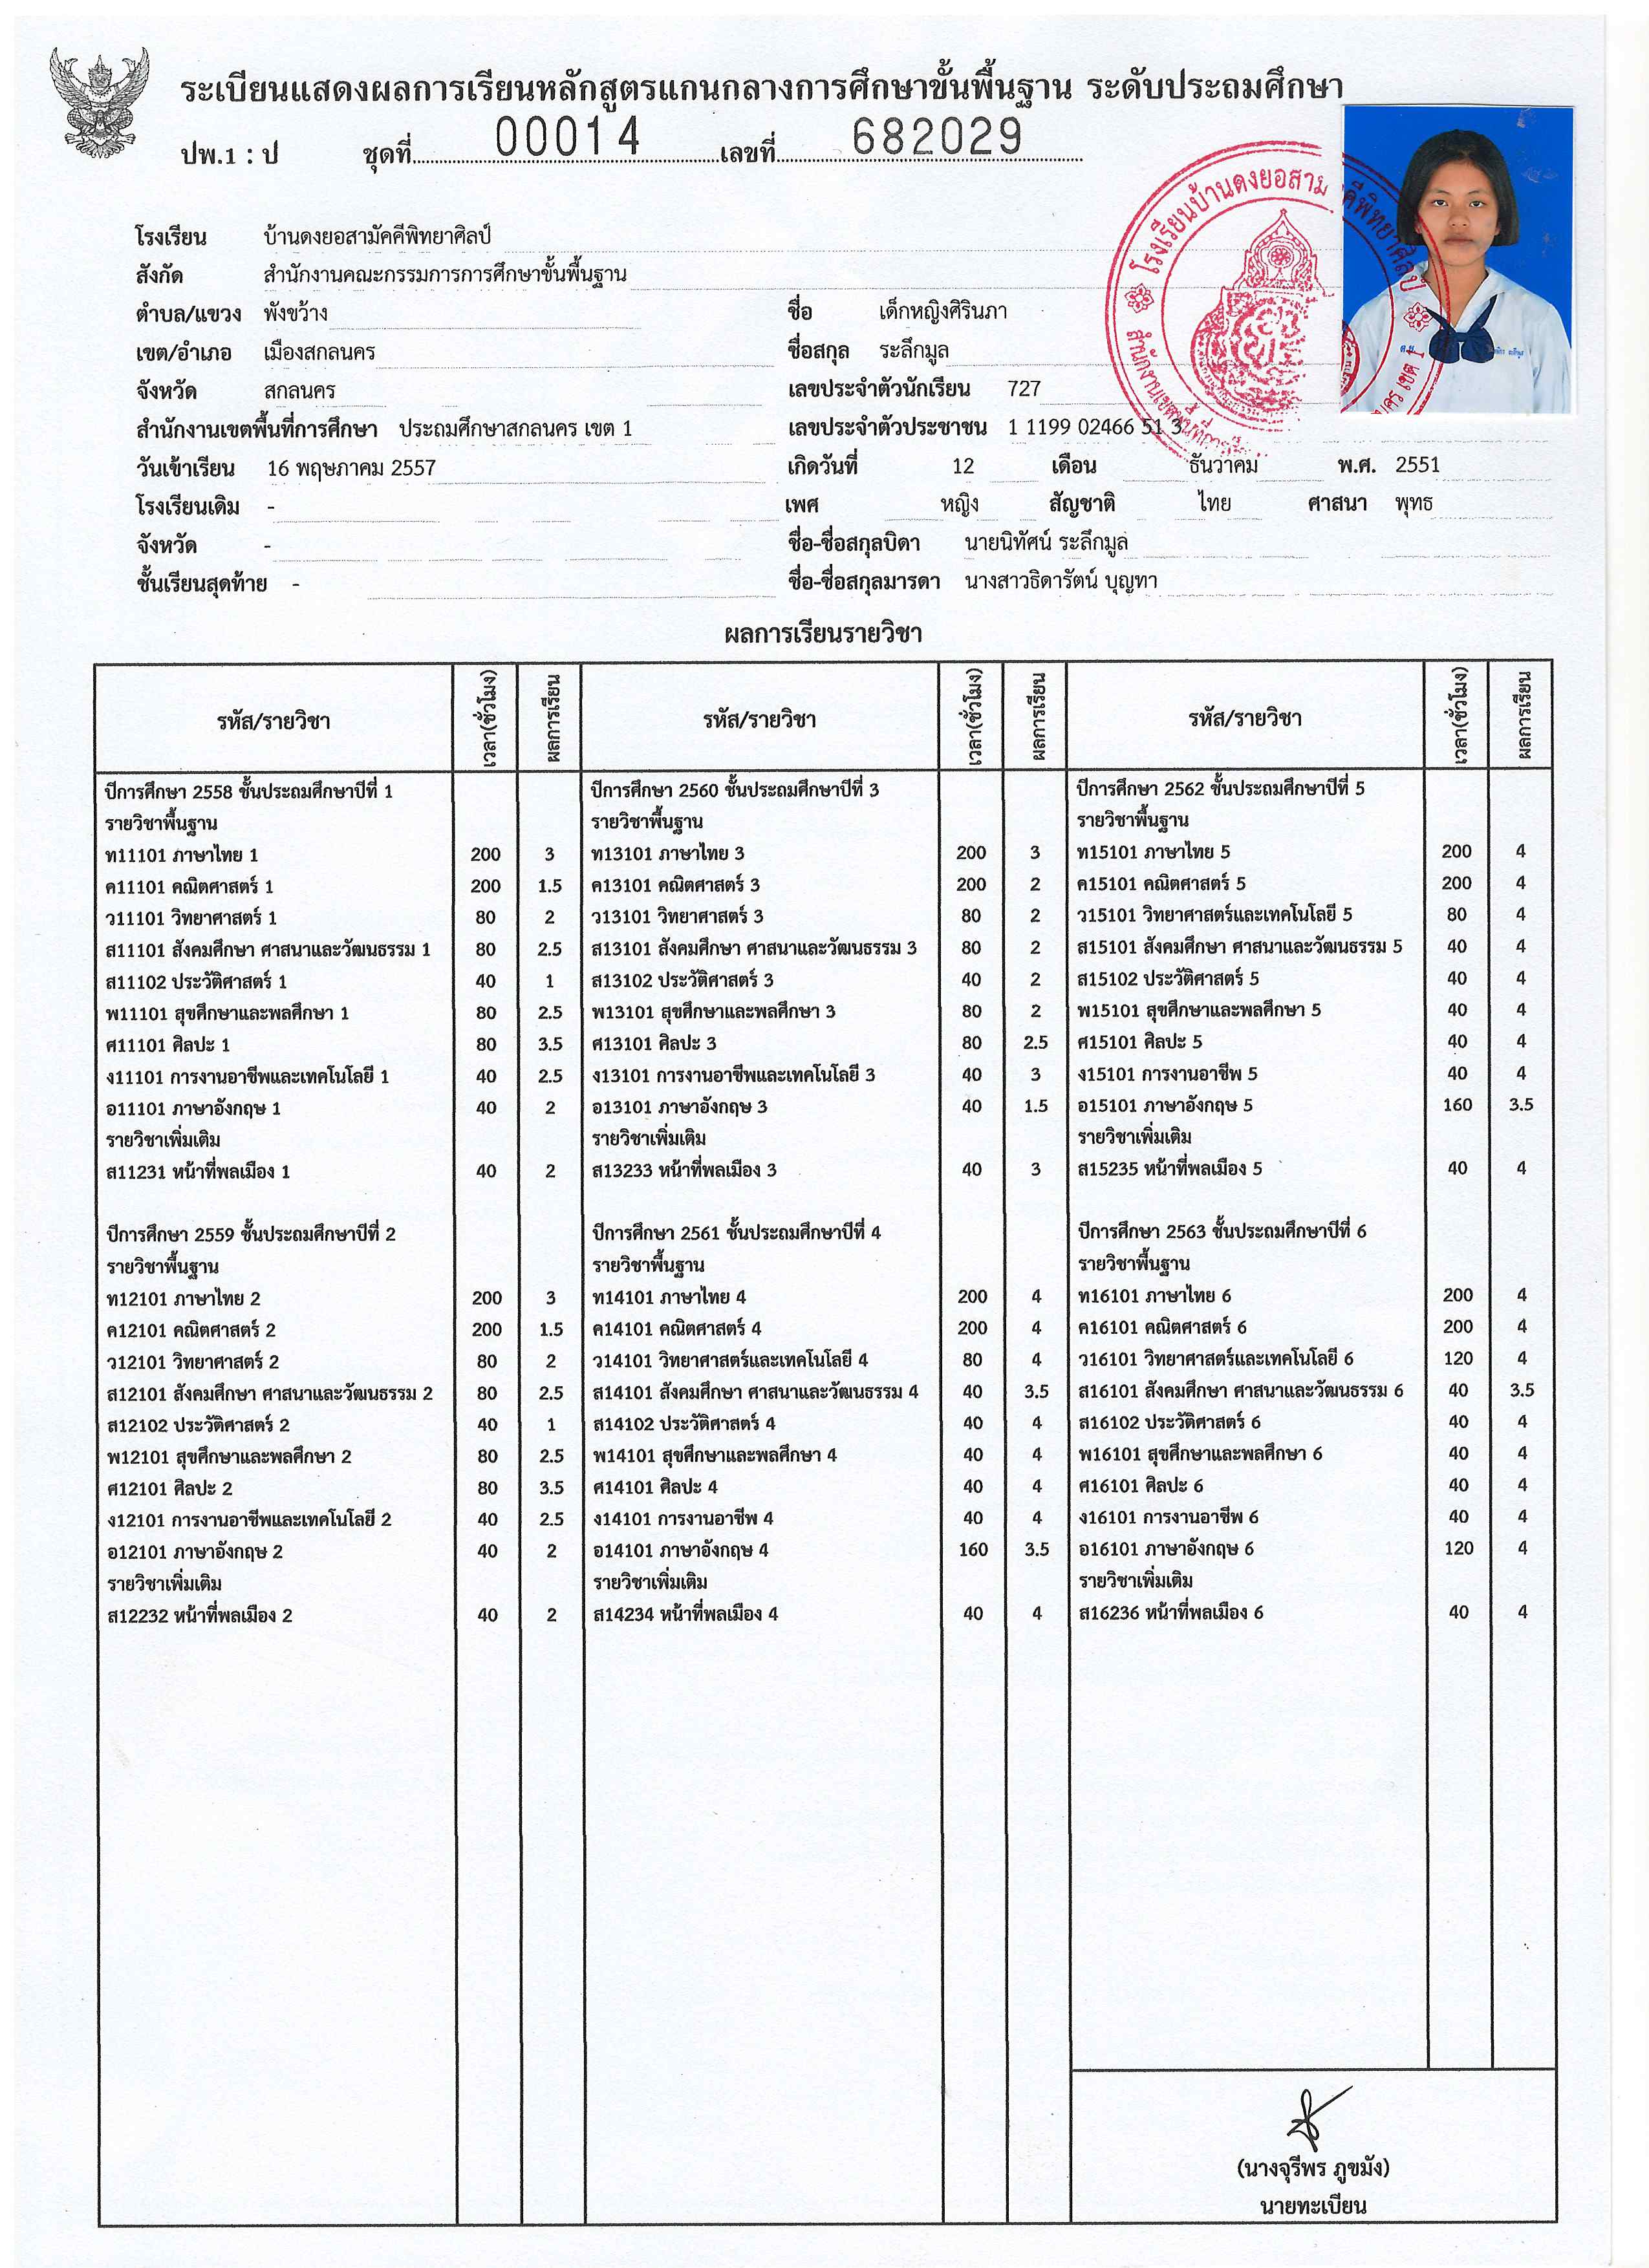 ระเบียนแสดงผลการเรียนหลักสูตรแกนกลางการศึกษาขั้นพื้นฐาน ระดับประถมศึกษา
ปพ.1 : ป ชุดที่ 00014 เลขที่ 682029
โรงเรียน บ้านดงยอสามัคคีพิทยาศิลป์
สังกัด สำนักงานคณะกรรมการการศึกษาขั้นพื้นฐาน
ตำบล/แขวง พังขว้าง ชื่อ เด็กหญิงศิรินภา
เขต/อำเภอ เมืองสกลนคร ชื่อสกุล ระลึกมูล
จังหวัด สกลนคร เลขประจำตัวนักเรียน 727
สำนักงานเขตพื้นที่การศึกษา ประถมศึกษาสกลนคร เขต 1 เลขประจำตัวประชาชน 1 1199 02466 51 3
วันเข้าเรียน 16 พฤษภาคม 2557 เกิดวันที่ 12 เดือน ธันวาคม พ.ศ. 2551
โรงเรียนเดิม - เพศ หญิง สัญชาติ ไทย ศาสนา พุทธ
จังหวัด - ชื่อ-ชื่อสกุลบิดา นายนิทัศน์ ระลึกมูล
ชั้นเรียนสุดท้าย - ชื่อ-ชื่อสกุลมารดา นางสาวธิดารัตน์ บุญทา
ผลการเรียนรายวิชา
รหัส/รายวิชา เวลา(ชั่วโมง) ผลการเรียน รหัส/รายวิชา เวลา(ชั่วโมง) ผลการเรียน รหัส/รายวิชา เวลา(ชั่วโมง) ผลการเรียน
ปีการศึกษา 2558 ชั้นประถมศึกษาปีที่ 1 ปีการศึกษา 2560 ชั้นประถมศึกษาปีที่ 3 ปีการศึกษา 2562 ชั้นประถมศึกษาปีที่ 5
รายวิชาพื้นฐาน รายวิชาพื้นฐาน รายวิชาพื้นฐาน
ท11101 ภาษาไทย 1 200 3 ท13101 ภาษาไทย 3 200 3 ท15101 ภาษาไทย 5 200 4
ค11101 คณิตศาสตร์ 1 200 1.5 ค13101 คณิตศาสตร์ 3 200 2 ค15101 คณิตศาสตร์ 5 200 4
ว11101 วิทยาศาสตร์ 1 80 2 ว13101 วิทยาศาสตร์ 3 80 2 ว15101 วิทยาศาสตร์และเทคโนโลยี 5 80 4
ส11101 สังคมศึกษา ศาสนาและวัฒนธรรม 1 80 2.5 ส13101 สังคมศึกษา ศาสนาและวัฒนธรรม 3 80 2 ส15101 สังคมศึกษา ศาสนาและวัฒนธรรม 5 40 4
ส11102 ประวัติศาสตร์ 1 40 1 ส13102 ประวัติศาสตร์ 3 40 2 ส15102 ประวัติศาสตร์ 5 40 4
พ11101 สุขศึกษาและพลศึกษา 1 80 2.5 พ13101 สุขศึกษาและพลศึกษา 3 80 2 พ15101 สุขศึกษาและพลศึกษา 5 40 4
ศ11101 ศิลปะ 1 80 3.5 ศ13101 ศิลปะ 3 80 2.5 ศ15101 ศิลปะ 5 40 4
ง11101 การงานอาชีพและเทคโนโลยี 1 40 2.5 ง13101 การงานอาชีพและเทคโนโลยี 3 40 3 ง15101 การงานอาชีพ 5 40 4
อ11101 ภาษาอังกฤษ 1 40 2 อ13101 ภาษาอังกฤษ 3 40 1.5 อ15101 ภาษาอังกฤษ 5 160 3.5
รายวิชาเพิ่มเติม รายวิชาเพิ่มเติม รายวิชาเพิ่มเติม
ส11231 หน้าที่พลเมือง 1 40 2 ส13233 หน้าที่พลเมือง 3 40 3 ส15235 หน้าที่พลเมือง 5 40 4
ปีการศึกษา 2559 ชั้นประถมศึกษาปีที่ 2 ปีการศึกษา 2561 ชั้นประถมศึกษาปีที่ 4 ปีการศึกษา 2563 ชั้นประถมศึกษาปีที่ 6
รายวิชาพื้นฐาน รายวิชาพื้นฐาน รายวิชาพื้นฐาน
ท12101 ภาษาไทย 2 200 3 ท14101 ภาษาไทย 4 200 4 ท16101 ภาษาไทย 6 200 4
ค12101 คณิตศาสตร์ 2 200 1.5 ค14101 คณิตศาสตร์ 4 200 4 ค16101 คณิตศาสตร์ 6 200 4
ว12101 วิทยาศาสตร์ 2 80 2 ว14101 วิทยาศาสตร์และเทคโนโลยี 4 80 4 ว16101 วิทยาศาสตร์และเทคโนโลยี 6 120 4
ส12101 สังคมศึกษา ศาสนาและวัฒนธรรม 2 80 2.5 ส14101 สังคมศึกษา ศาสนาและวัฒนธรรม 4 40 3.5 ส16101 สังคมศึกษา ศาสนาและวัฒนธรรม 6 40 3.5
ส12102 ประวัติศาสตร์ 2 40 1 ส14102 ประวัติศาสตร์ 4 40 4 ส16102 ประวัติศาสตร์ 6 40 4
พ12101 สุขศึกษาและพลศึกษา 2 80 2.5 พ14101 สุขศึกษาและพลศึกษา 4 40 4 พ16101 สุขศึกษาและพลศึกษา 6 40 4
ศ12101 ศิลปะ 2 80 3.5 ศ14101 ศิลปะ 4 40 4 ศ16101 ศิลปะ 6 40 4
ง12101 การงานอาชีพและเทคโนโลยี 2 40 2.5 ง14101 การงานอาชีพ 4 40 4 ง16101 การงานอาชีพ 6 40 4
อ12101 ภาษาอังกฤษ 2 40 2 อ14101 ภาษาอังกฤษ 4 160 3.5 อ16101 ภาษาอังกฤษ 6 120 4
รายวิชาเพิ่มเติม รายวิชาเพิ่มเติม รายวิชาเพิ่มเติม
ส12232 หน้าที่พลเมือง 2 40 2 ส14234 หน้าที่พลเมือง 4 40 4 ส16236 หน้าที่พลเมือง 6 40 4
(นางจุรีพร ภูขมัง)
นายทะเบียน
โรงเรียนบ้านดงยอสาม คีพิทยาศิลป์
สำนักงานเขตพื้นที่การศึ เขต 1